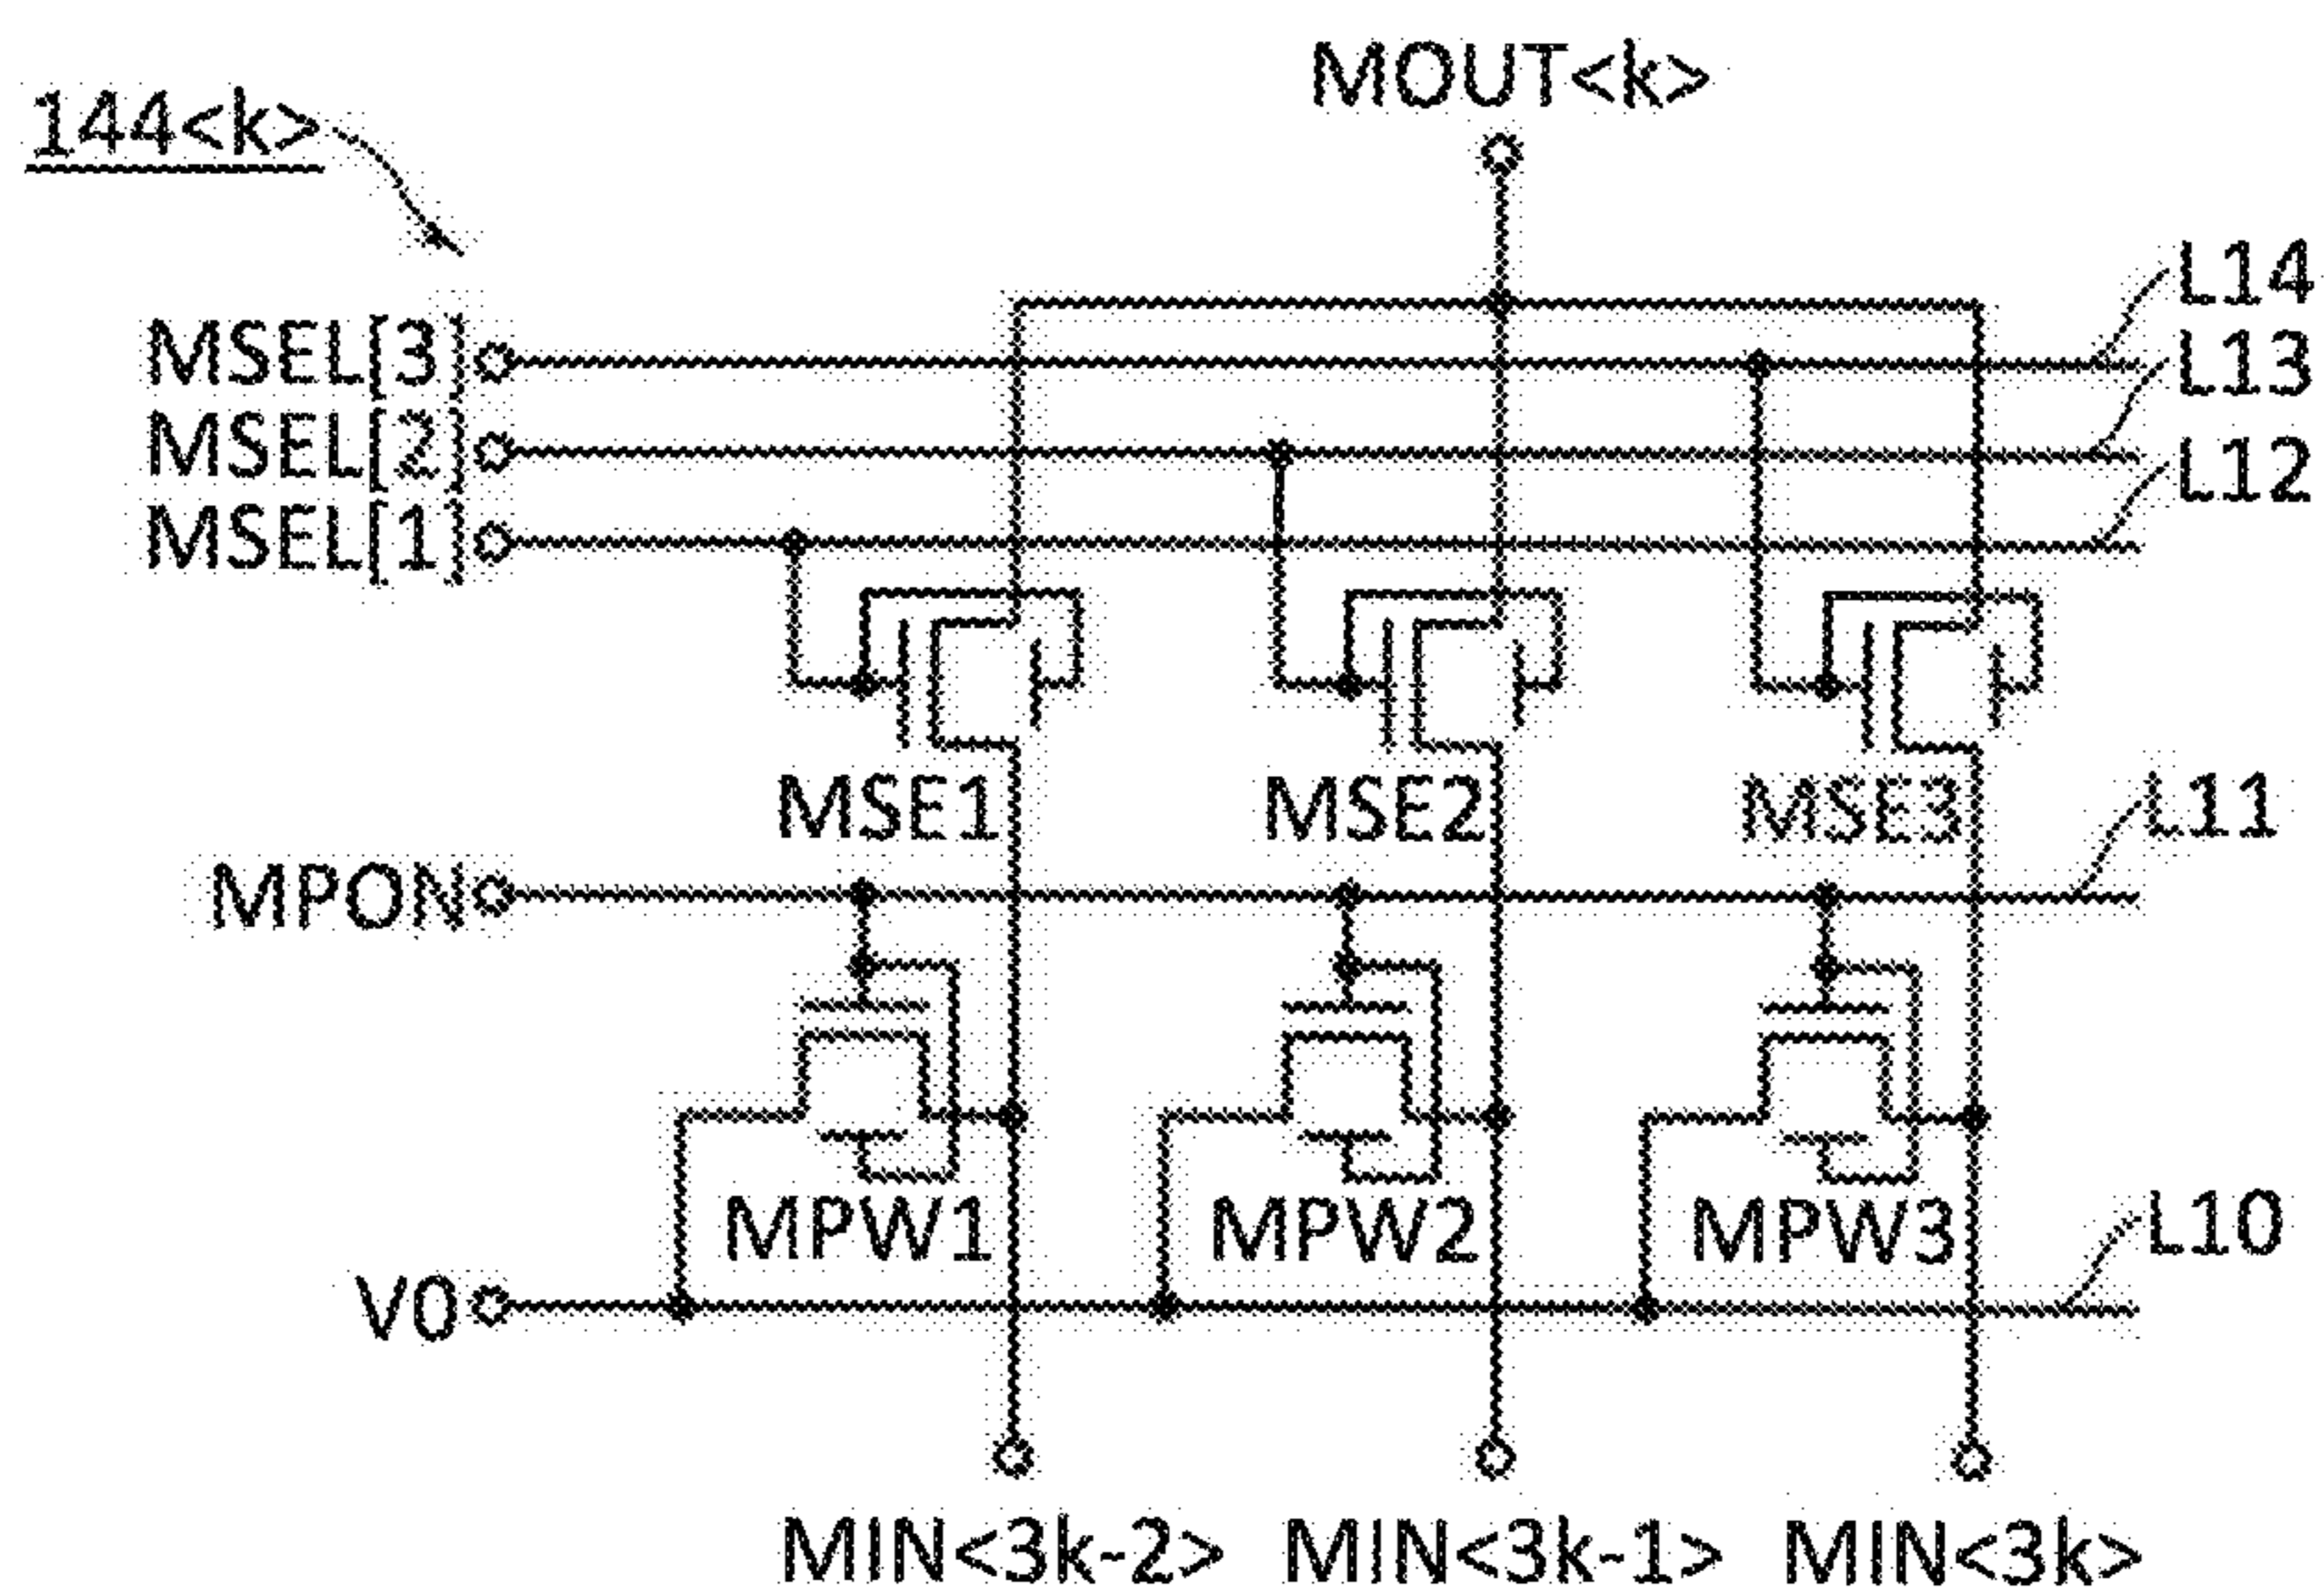 MOUT<k>
144<k>
L14
MSEL[3]
L13
MSEL[2]
L12
MSEL[1]
MSE1 MSE2 MSE3
L11
MPON
MPW1 MPW2 MPW3
L10
V0
MIN<3k-2> MIN<3k-1> MIN<3k>